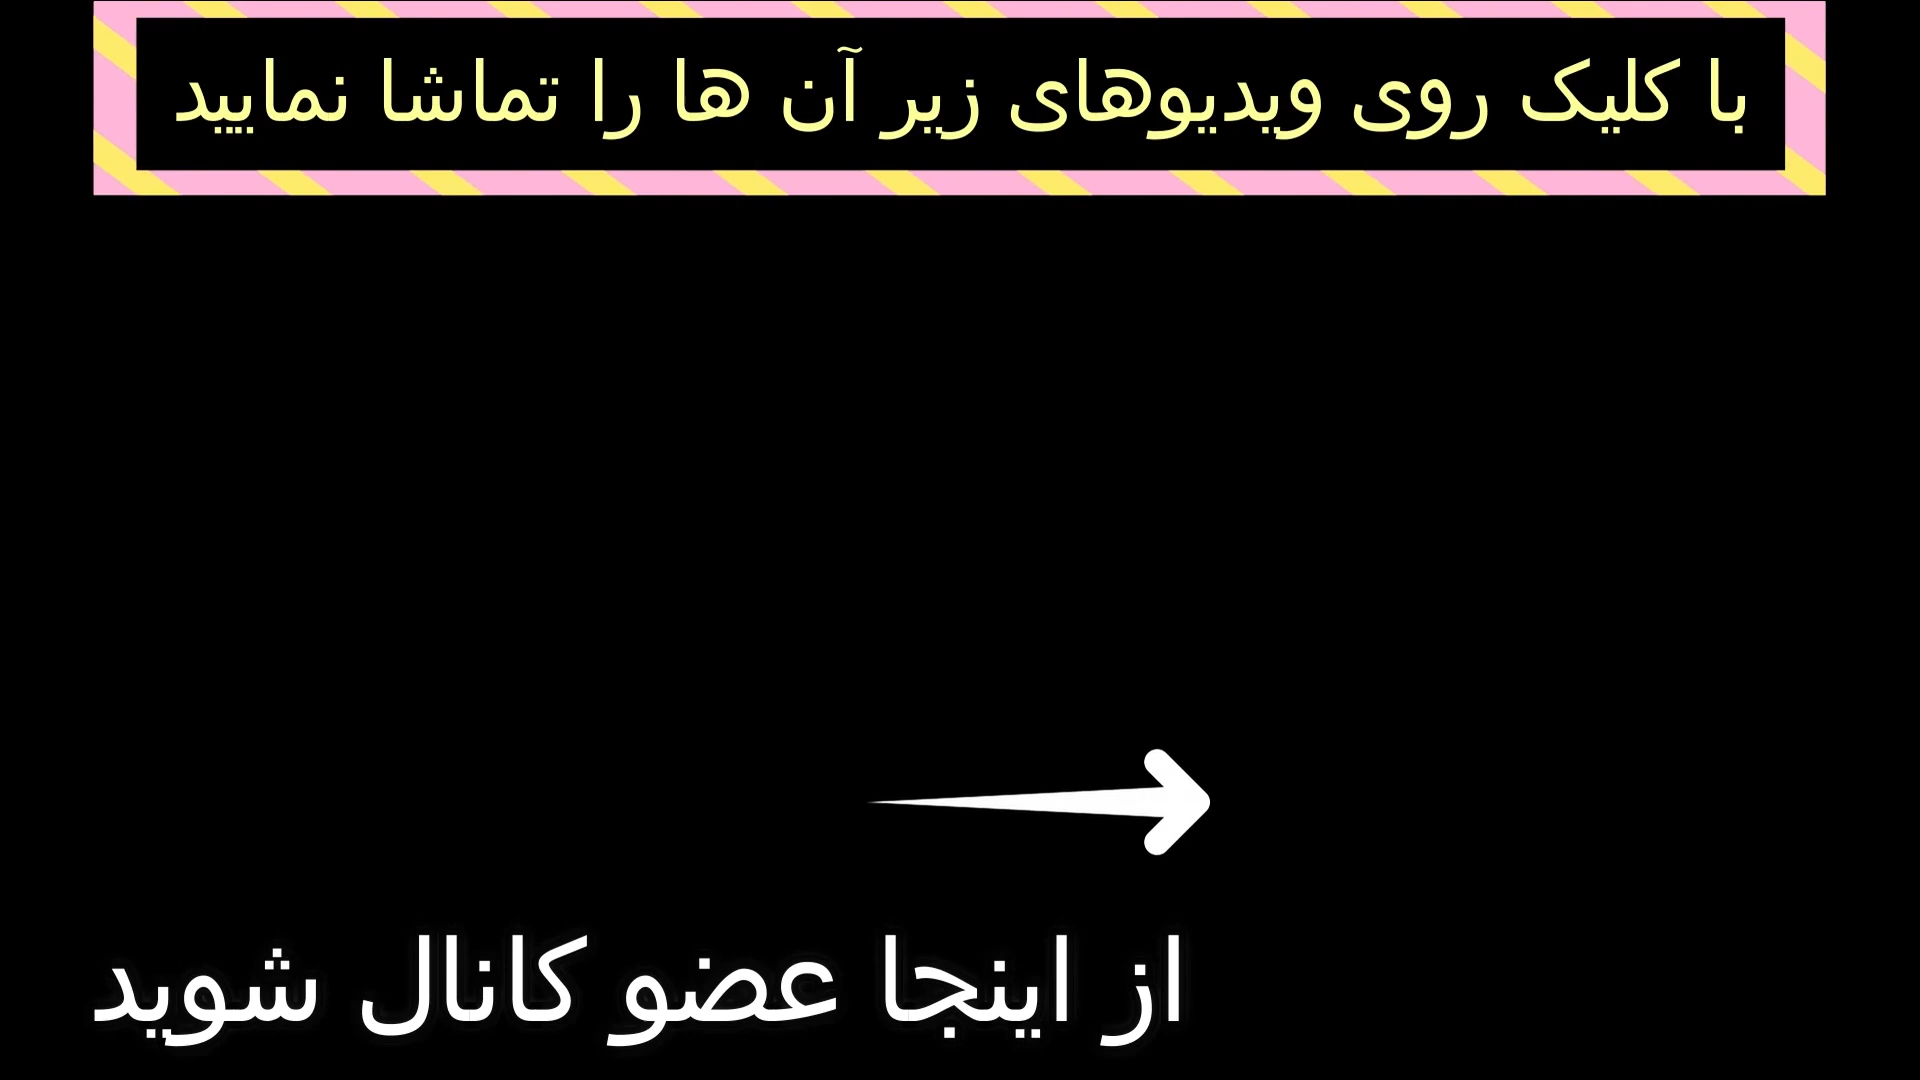 با کلیک روی ویدیوهای زیر آن ها را تماشا نمایید
از اینجا عضو کانال شوید